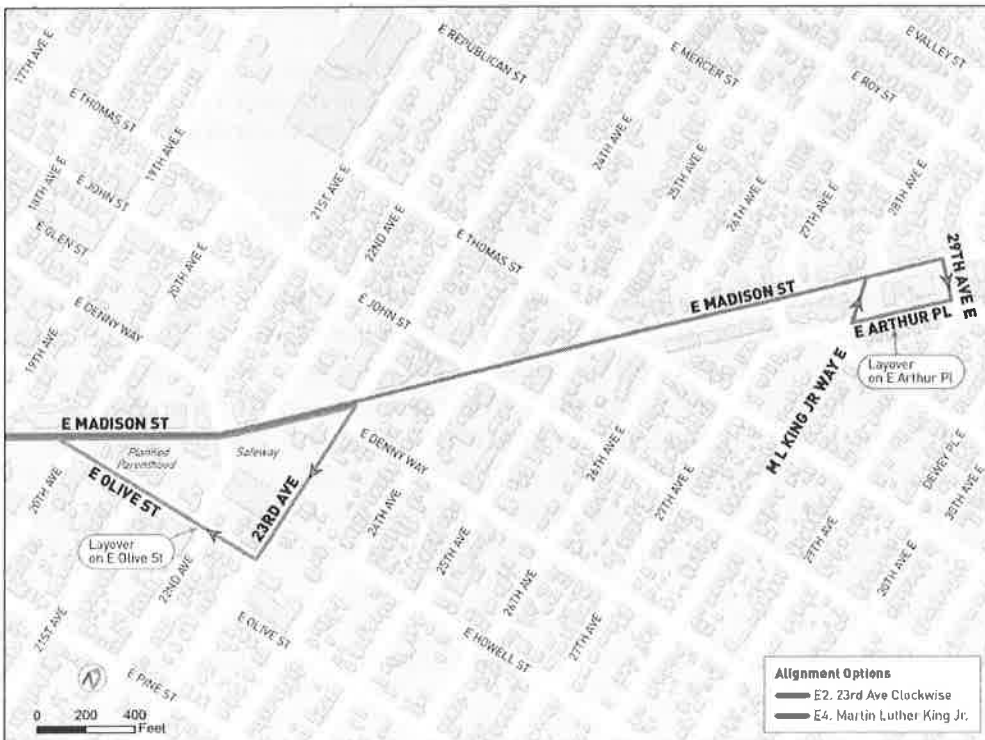 17TH AVE E
E REPUBLICAN ST
E MERCER ST
E VALLEY ST
E ROY ST
E THOMAS ST
19TH AVE E
24TH AVE E
18TH AVE E
E JOHN ST
21ST AVE E
25TH AVE E
26TH AVE E
27TH AVE E
28TH AVE E
E GLEN ST
20TH AVE E
22ND AVE E
E THOMAS ST
29TH AVE E
E DENNY WAY
E JOHN ST
E MADISON ST
E ARTHUR PL
19TH AVE
Layover
on E Arthur Pl
M L KING JR WAY E
E MADISON ST
Planned
Parenthood
Safeway
E DENNY WAY
26TH AVE E
27TH AVE E
DEWEY PL E
30TH AVE E
20TH AVE
E OLIVE ST
23RD AVE
24TH AVE
Layover
on E Olive St
25TH AVE
29TH AVE
30TH AVE
22ND AVE
26TH AVE
21ST AVE
E OLIVE ST
E HOWELL ST
27TH AVE
E PINE ST
N
0 200 400
Feet
Alignment Options
E2. 23rd Ave Clockwise
E4. Martin Luther King Jr.